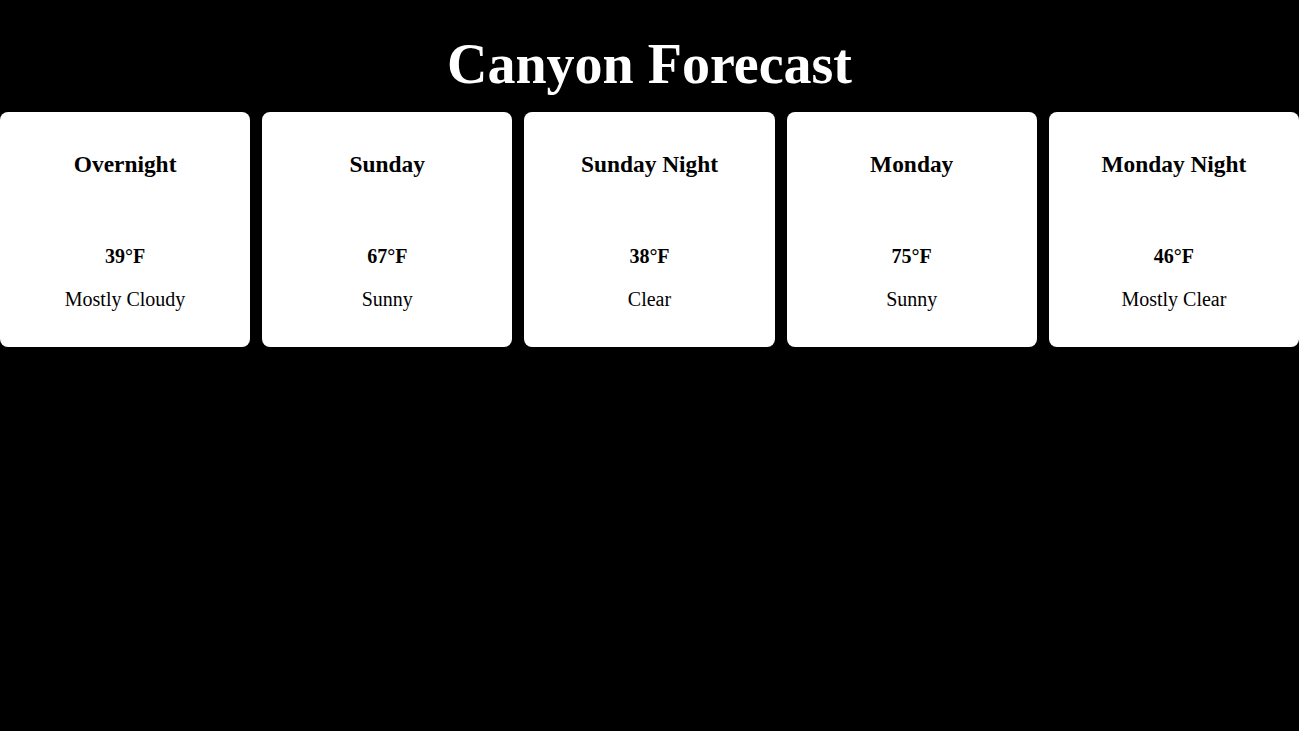 Canyon Forecast
Overnight
39°F
Mostly Cloudy
Sunday
67°F
Sunny
Sunday Night
38°F
Clear
Monday
75°F
Sunny
Monday Night
46°F
Mostly Clear